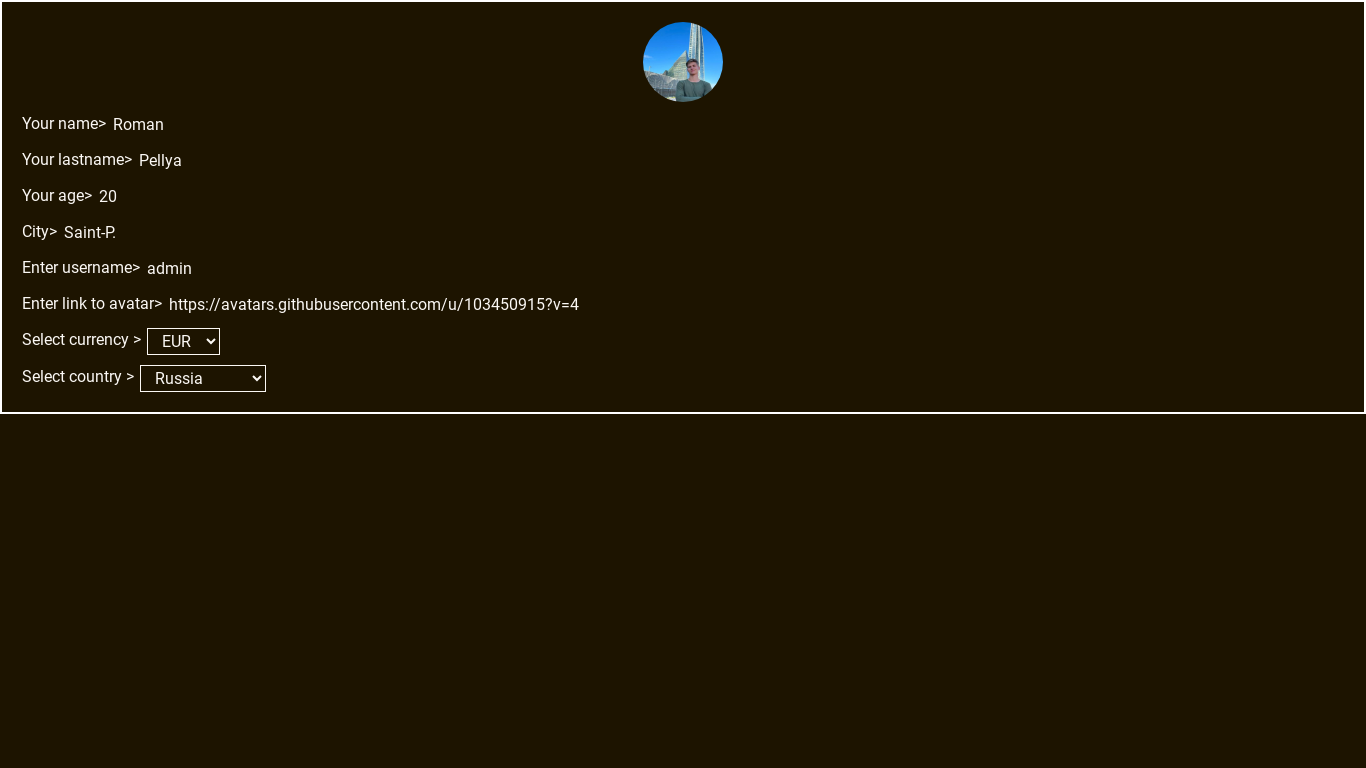 Your name> Roman
Your lastname> Pellya
Your age> 20
City> Saint-P.
Enter username> admin
Enter link to avatar> https://avatars.githubusercontent.com/u/103450915?v=4
Select currency > EUR
Select country > Russia